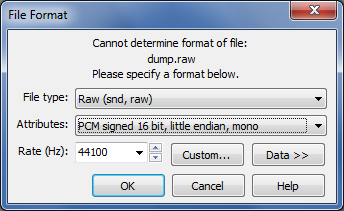 File Format
Cannot determine format of file:
dump.raw
Please specify a format below.
File type: Raw (snd, raw)
Attributes: PCM signed 16 bit, little endian, mono
Rate (Hz): 44100 Custom... Data >>
OK Cancel Help